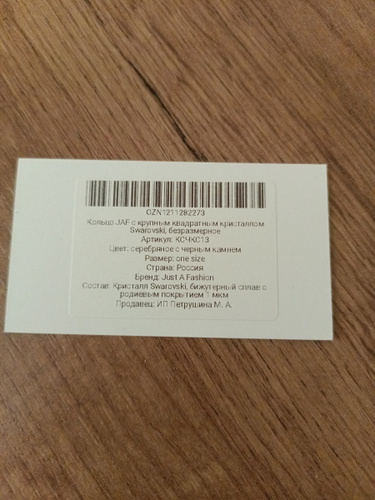 OZN1211282273
Кольцо JAF с крупным квадратным кристаллом
Swarovski, безразмерное
Артикул: КСЧКС13
Цвет: серебряное с черным камнем
Размер: one size
Страна: Россия
Бренд: Just A Fashion
Состав: Кристалл Swarovski, бижутерный сплав с
родиевым покрытием 1 мкм
Продавец: ИП Петрушина М. А.